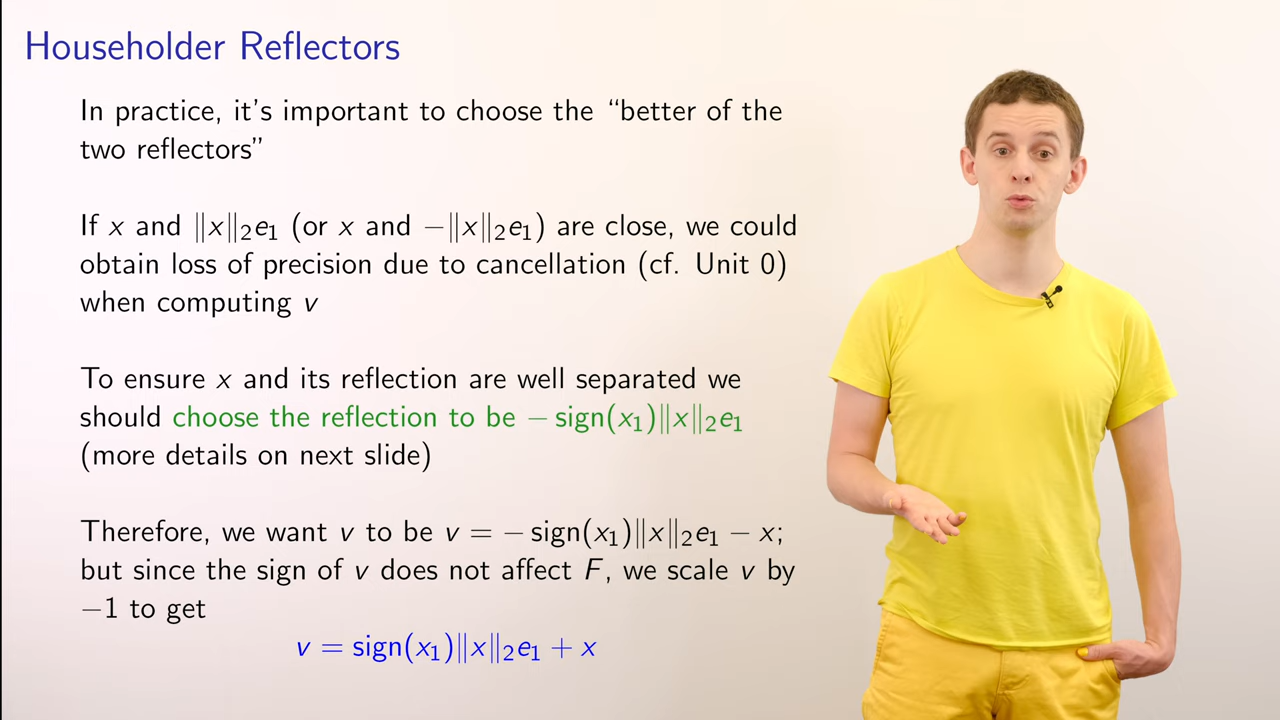 Householder Reflectors
In practice, it's important to choose the “better of the
two reflectors”
If x and ‖x‖₂e₁ (or x and −‖x‖₂e₁) are close, we could
obtain loss of precision due to cancellation (cf. Unit 0)
when computing v
To ensure x and its reflection are well separated we
should choose the reflection to be − sign(x₁)‖x‖₂e₁
(more details on next slide)
Therefore, we want v to be v = − sign(x₁)‖x‖₂e₁ − x;
but since the sign of v does not affect F, we scale v by
−1 to get
v = sign(x₁)‖x‖₂e₁ + x